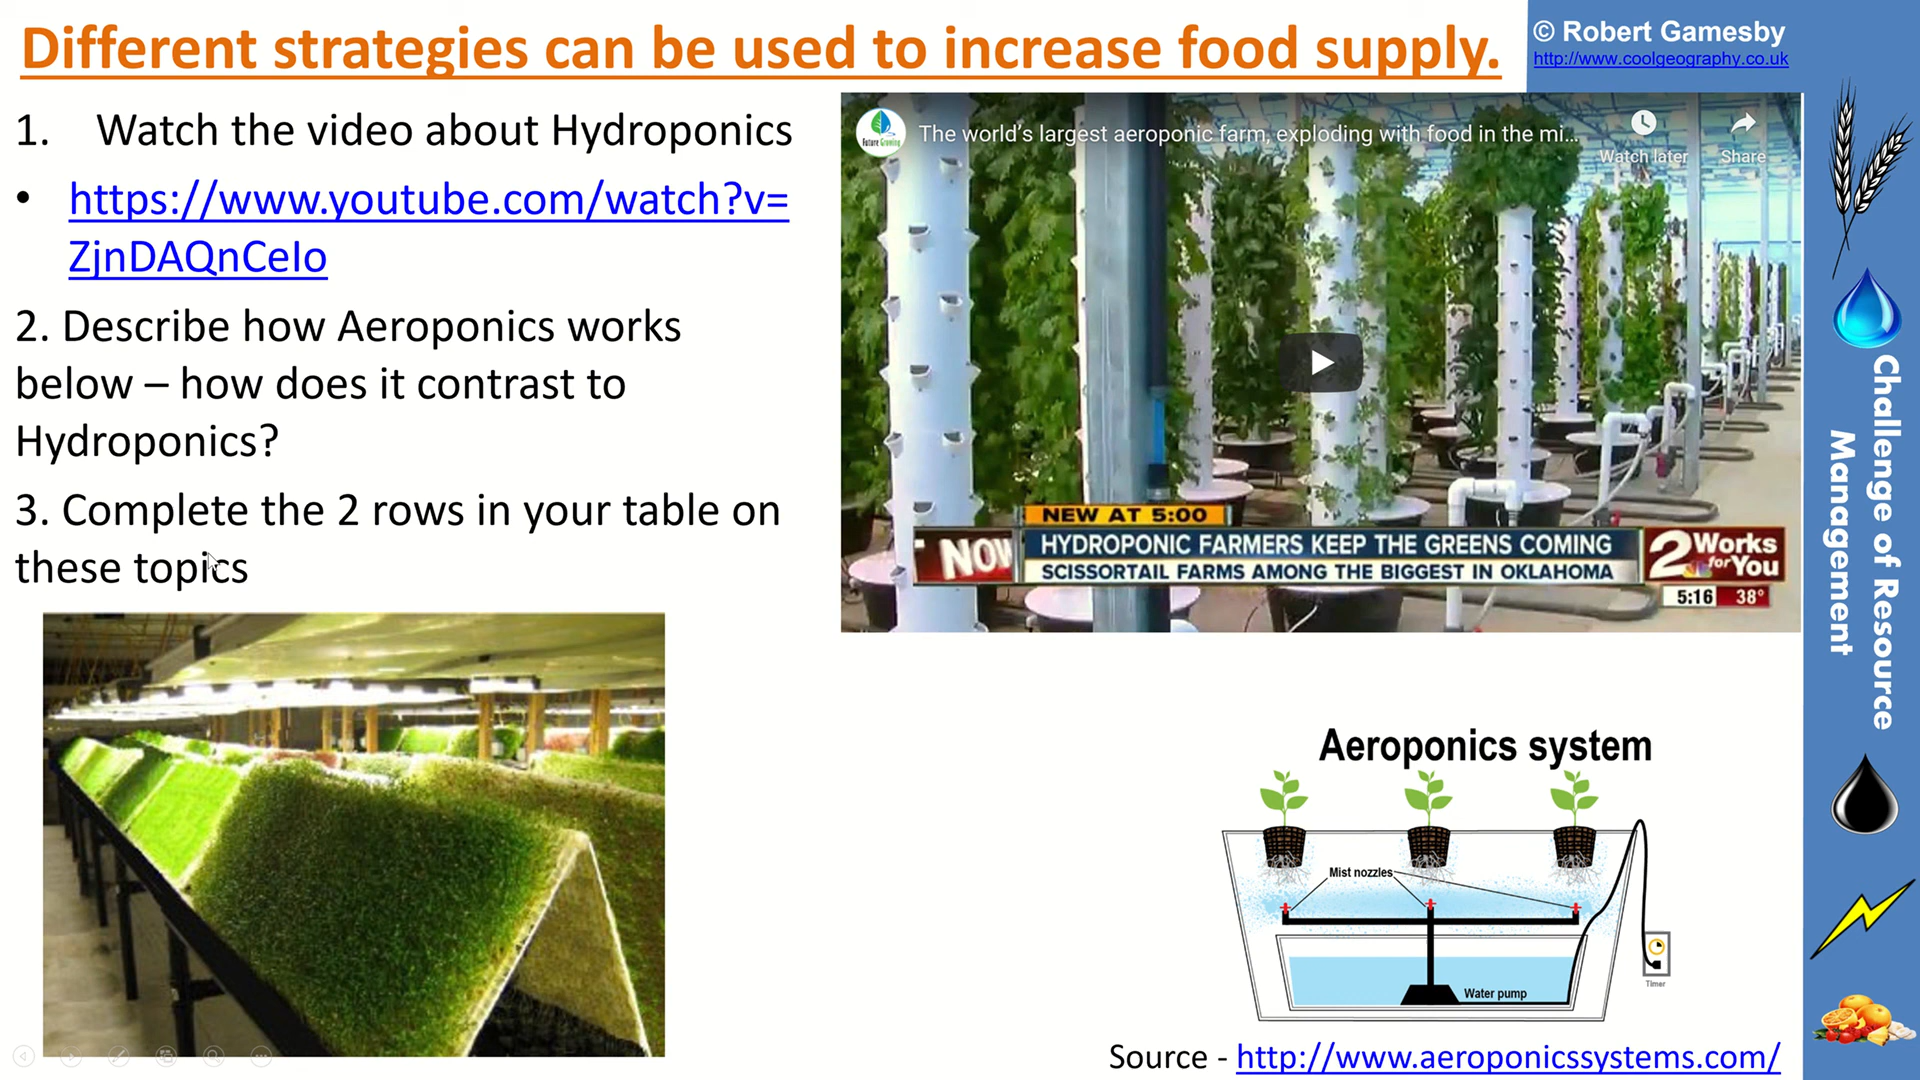 Different strategies can be used to increase food supply.
© Robert Gamesby
http://www.coolgeography.co.uk
1. Watch the video about Hydroponics
• https://www.youtube.com/watch?v=
ZjnDAQnCeIo
2. Describe how Aeroponics works
below – how does it contrast to
Hydroponics?
3. Complete the 2 rows in your table on
these topics
Future Growing
The world's largest aeroponic farm, exploding with food in the mi...
Watch later
Share
NEW AT 5:00
NOW
HYDROPONIC FARMERS KEEP THE GREENS COMING
SCISSORTAIL FARMS AMONG THE BIGGEST IN OKLAHOMA
2 Works for You
5:16 38°
Aeroponics system
Mist nozzles
Water pump
Timer
Source - http://www.aeroponicssystems.com/
Challenge of Resource
Management